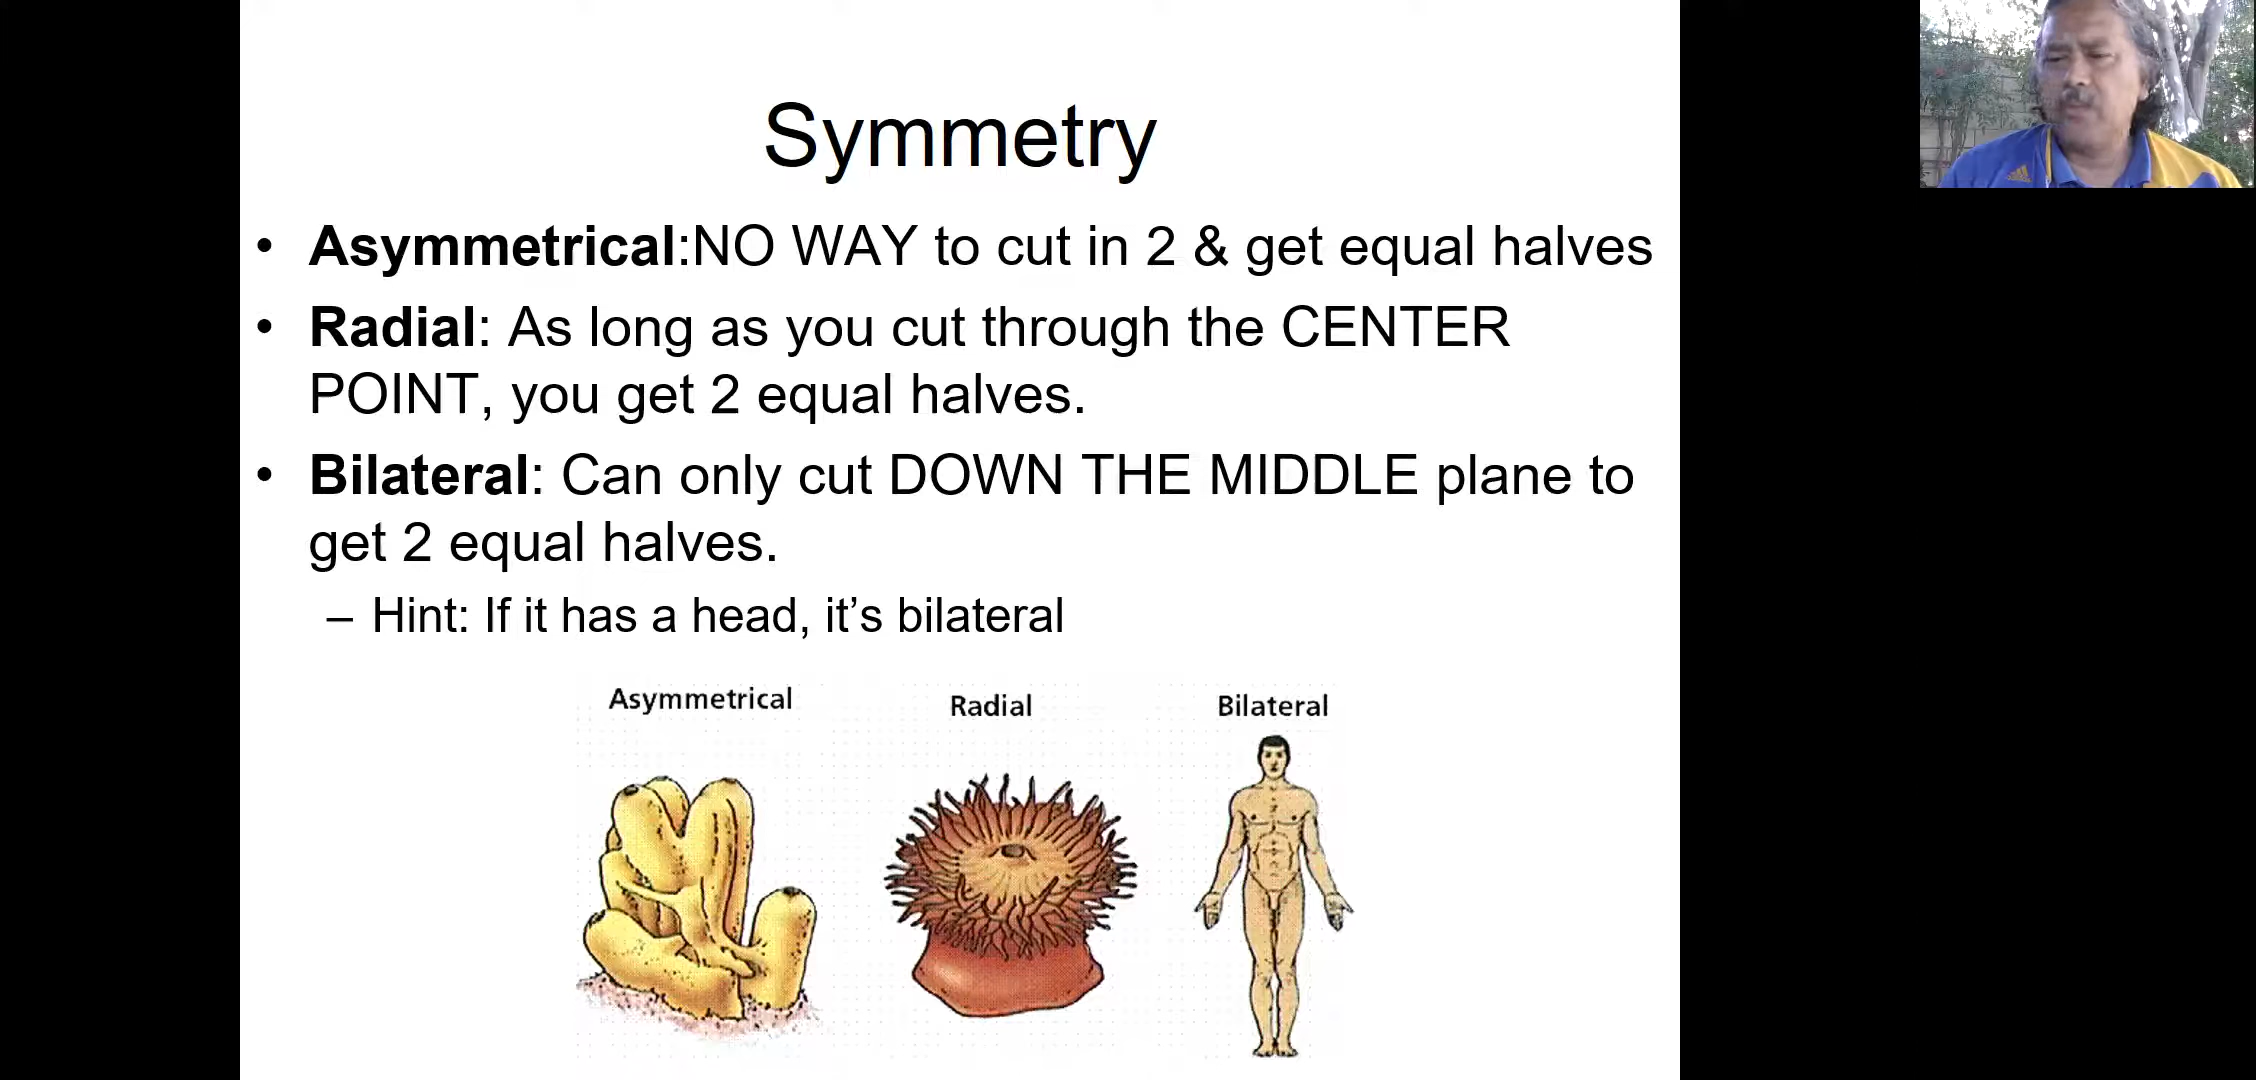 Symmetry
• Asymmetrical:NO WAY to cut in 2 & get equal halves
• Radial: As long as you cut through the CENTER
POINT, you get 2 equal halves.
• Bilateral: Can only cut DOWN THE MIDDLE plane to
get 2 equal halves.
– Hint: If it has a head, it’s bilateral
Asymmetrical
Radial
Bilateral